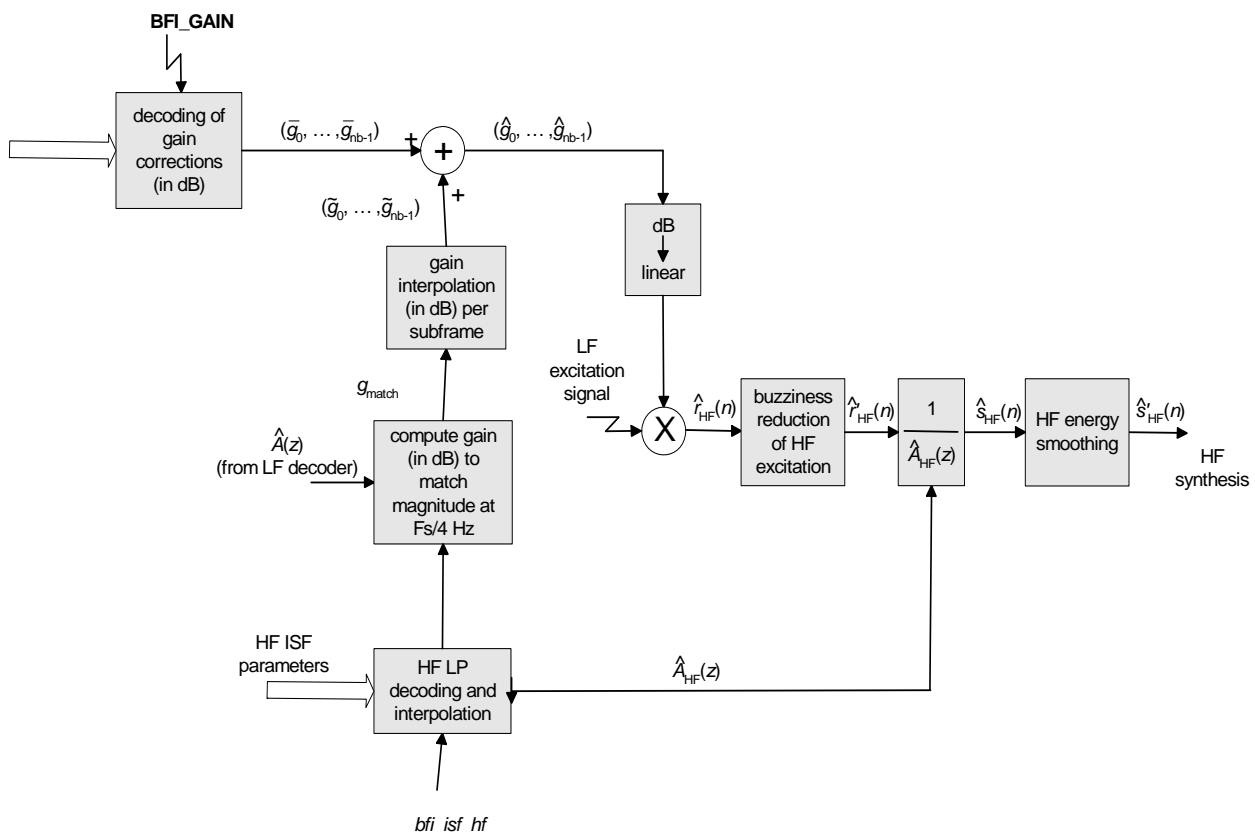 BFI_GAIN
decoding of
gain
corrections
(in dB)
(g̅0, … ,g̅nb-1)
+
+
(ĝ0, … ,ĝnb-1)
+
(g̃0, … ,g̃nb-1)
dB
linear
gain
interpolation
(in dB) per
subframe
LF
excitation
signal
gmatch
X
r̂HF(n)
buzziness
reduction
of HF
excitation
r̂'HF(n)
1
ÂHF(z)
ŝHF(n)
HF energy
smoothing
ŝ'HF(n)
HF
synthesis
Â(z)
(from LF decoder)
compute gain
(in dB) to
match
magnitude at
Fs/4 Hz
HF ISF
parameters
HF LP
decoding and
interpolation
ÂHF(z)
bfi_isf_hf